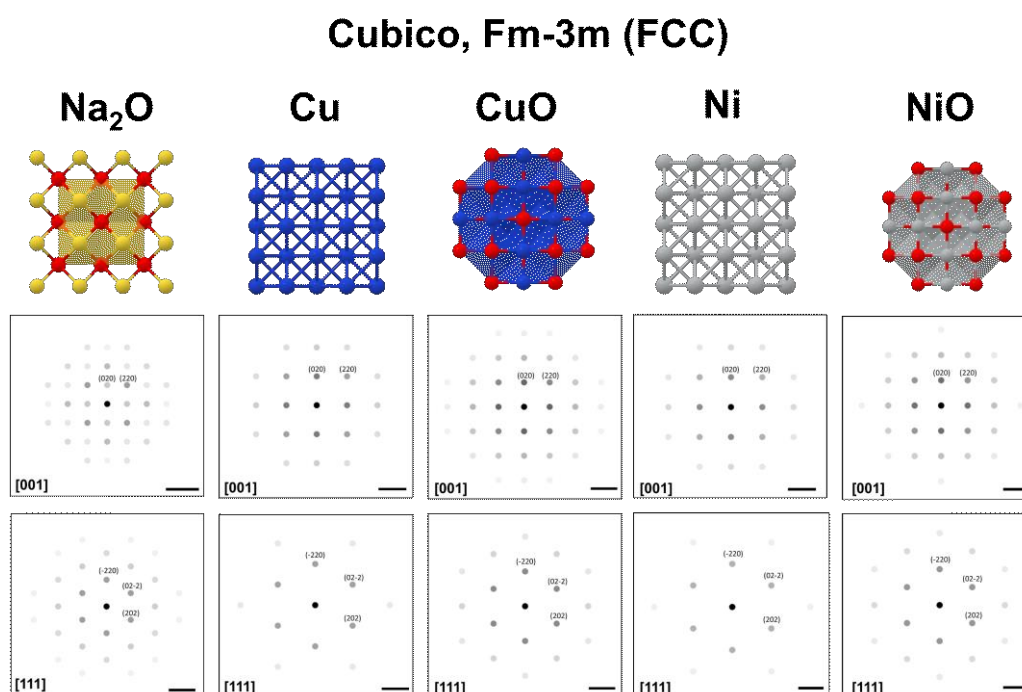 Cubico, Fm-3m (FCC)
Na₂O Cu CuO Ni NiO
(020) (220) (020) (220) (020) (220) (020) (220) (020) (220)
[001] [001] [001] [001] [001]
(-220) (-220) (-220) (-220) (-220)
(02-2) (02-2) (02-2) (02-2) (02-2)
(202) (202) (202) (202) (202)
[111] [111] [111] [111] [111]